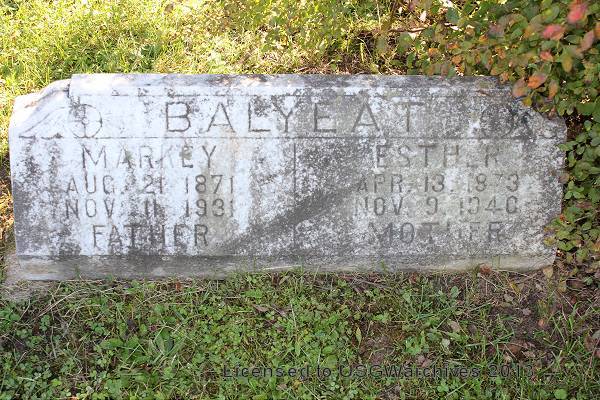 BALYEAT
MARKEY
AUG. 21. 1871
NOV. 11. 1931
FATHER
ESTHER
APR. 13. 1873
NOV. 9. 1940
MOTHER
Licensed to USGWarchives 2013